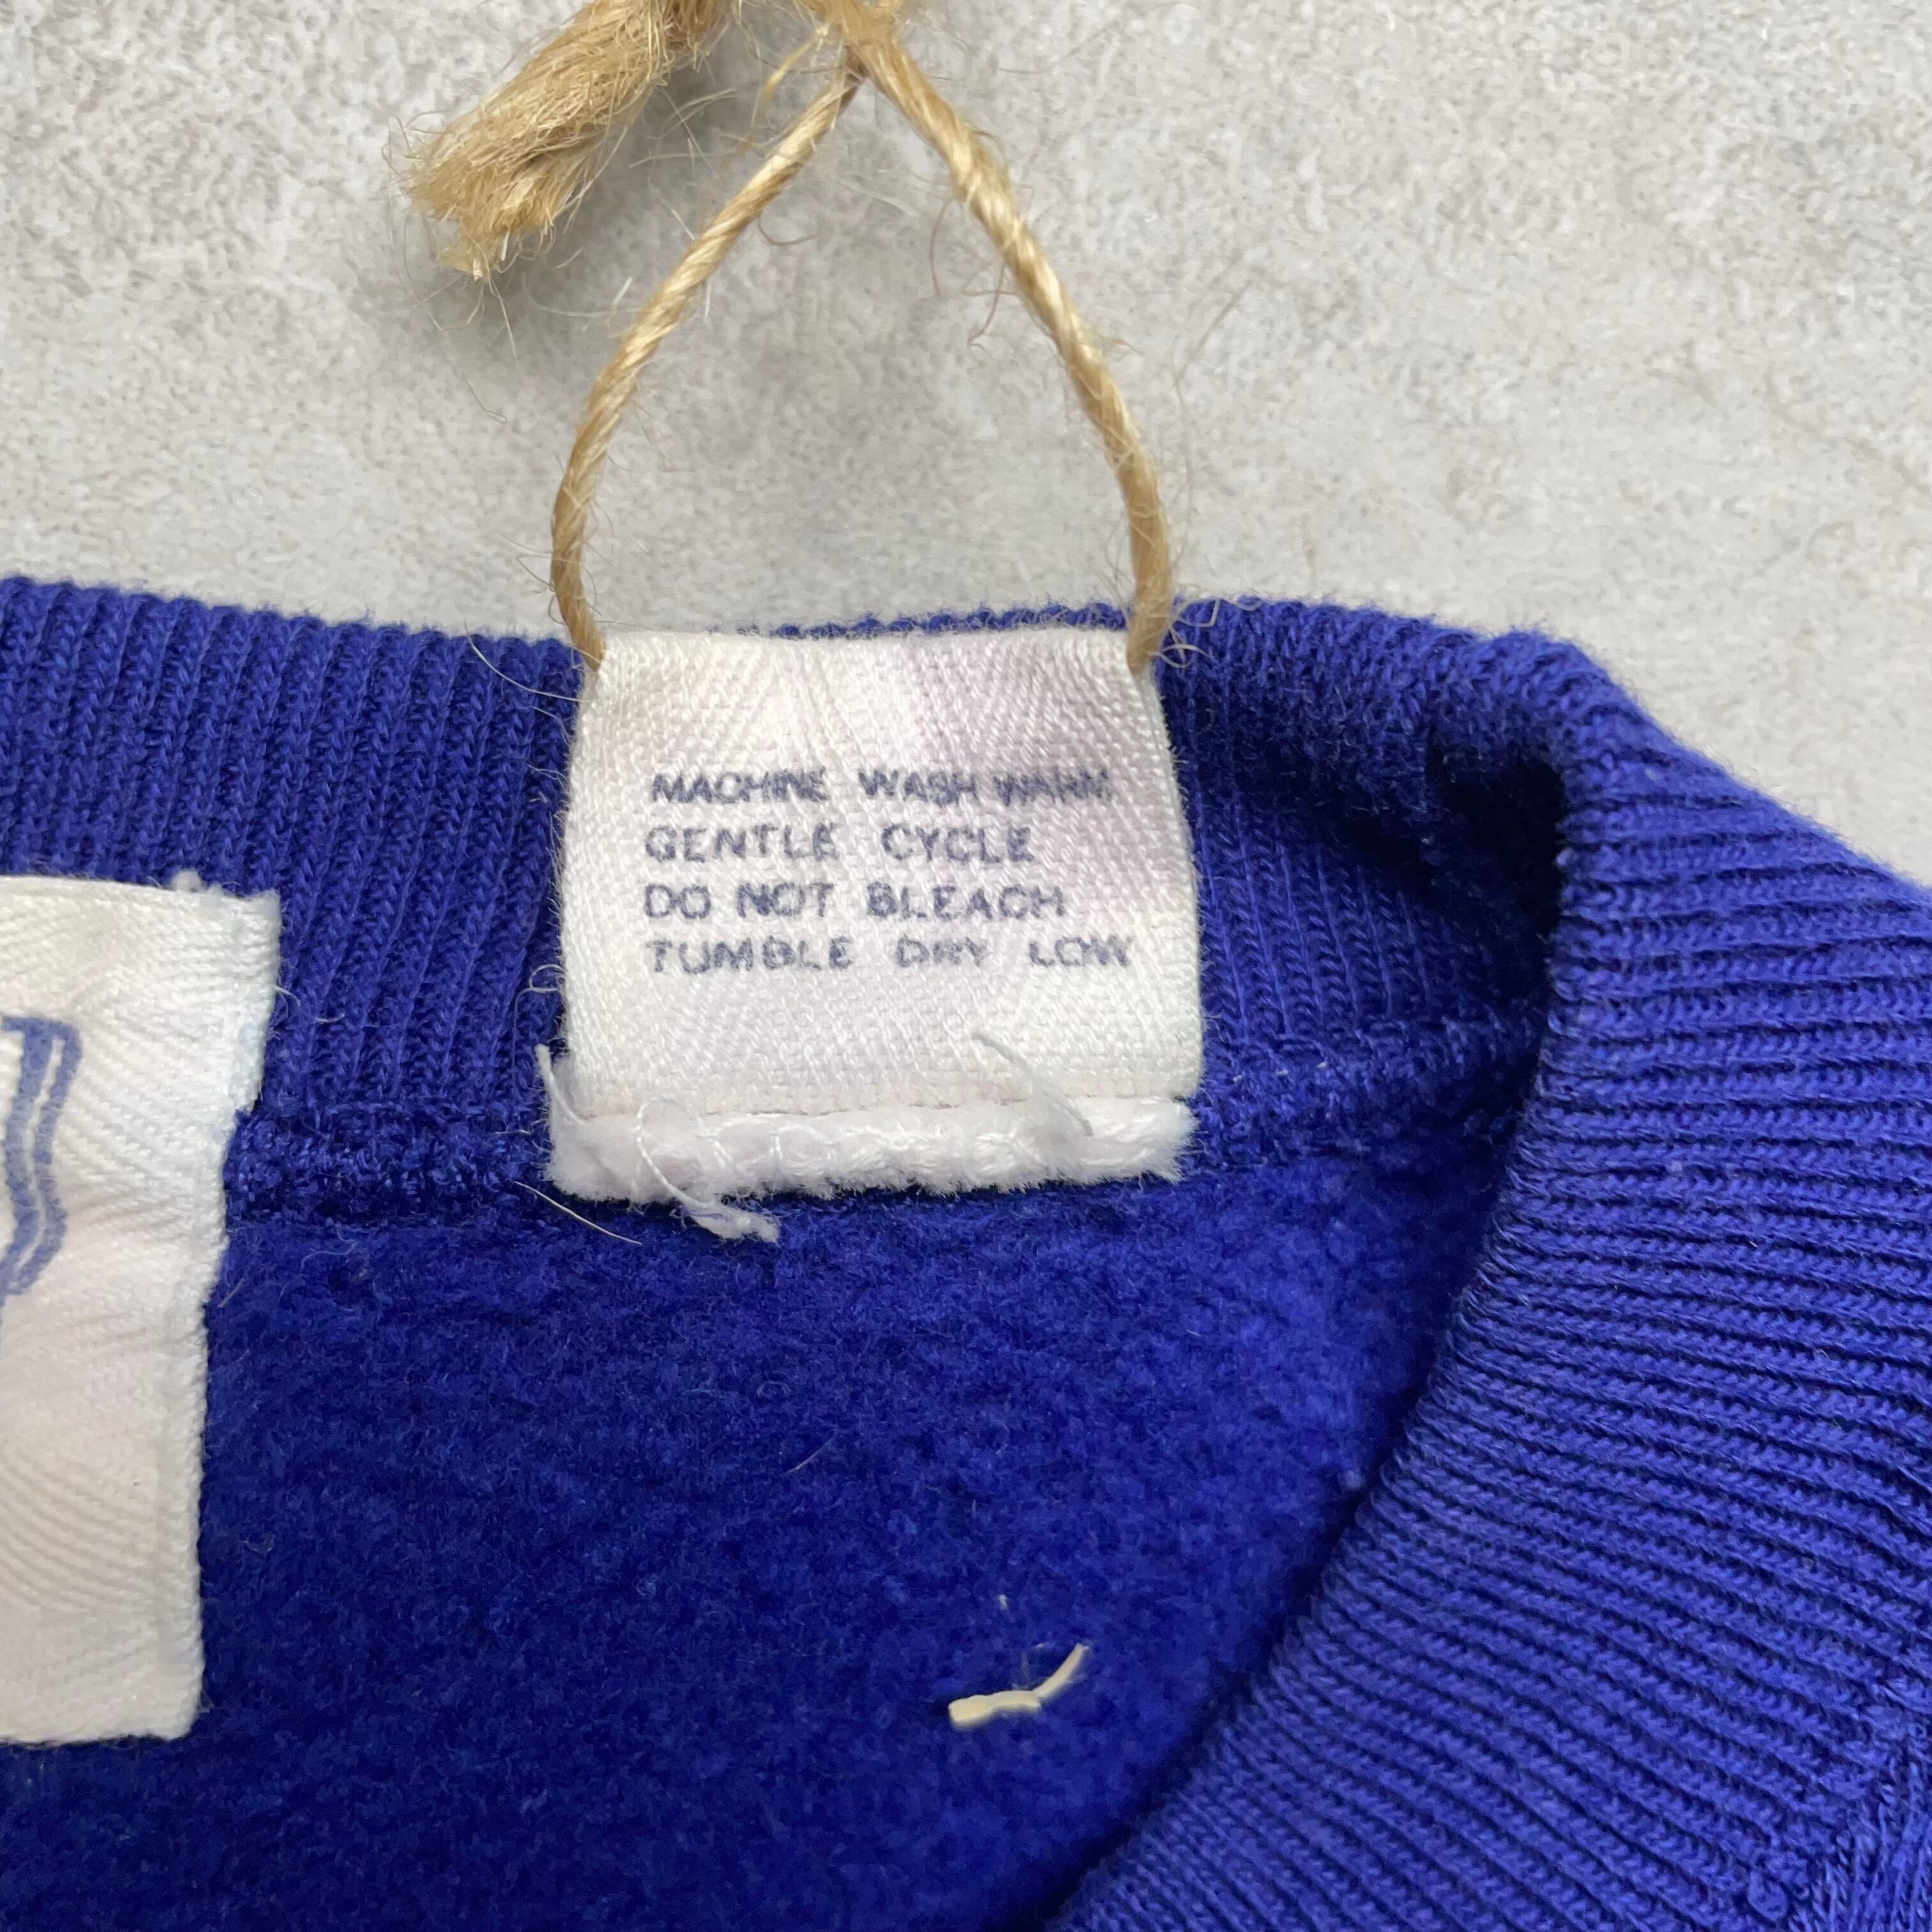 MACHINE WASH WARM
GENTLE CYCLE
DO NOT BLEACH
TUMBLE DRY LOW